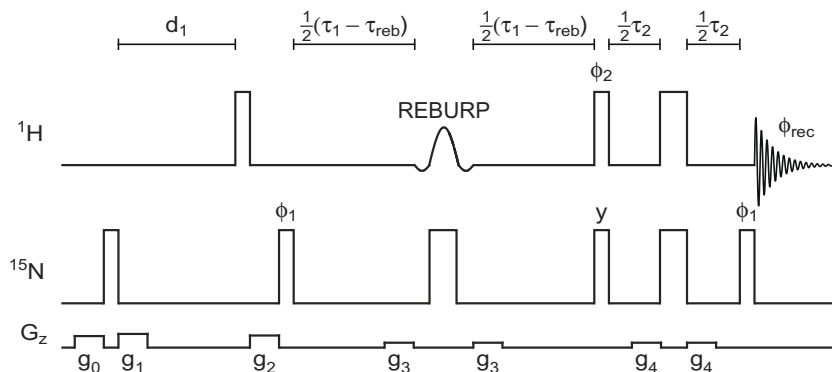 d₁ ½(τ₁ − τreb) ½(τ₁ − τreb) ½τ₂ ½τ₂
ϕ₂
REBURP
¹H
ϕrec
ϕ₁ y ϕ₁
¹⁵N
Gz
g₀ g₁ g₂ g₃ g₃ g₄ g₄